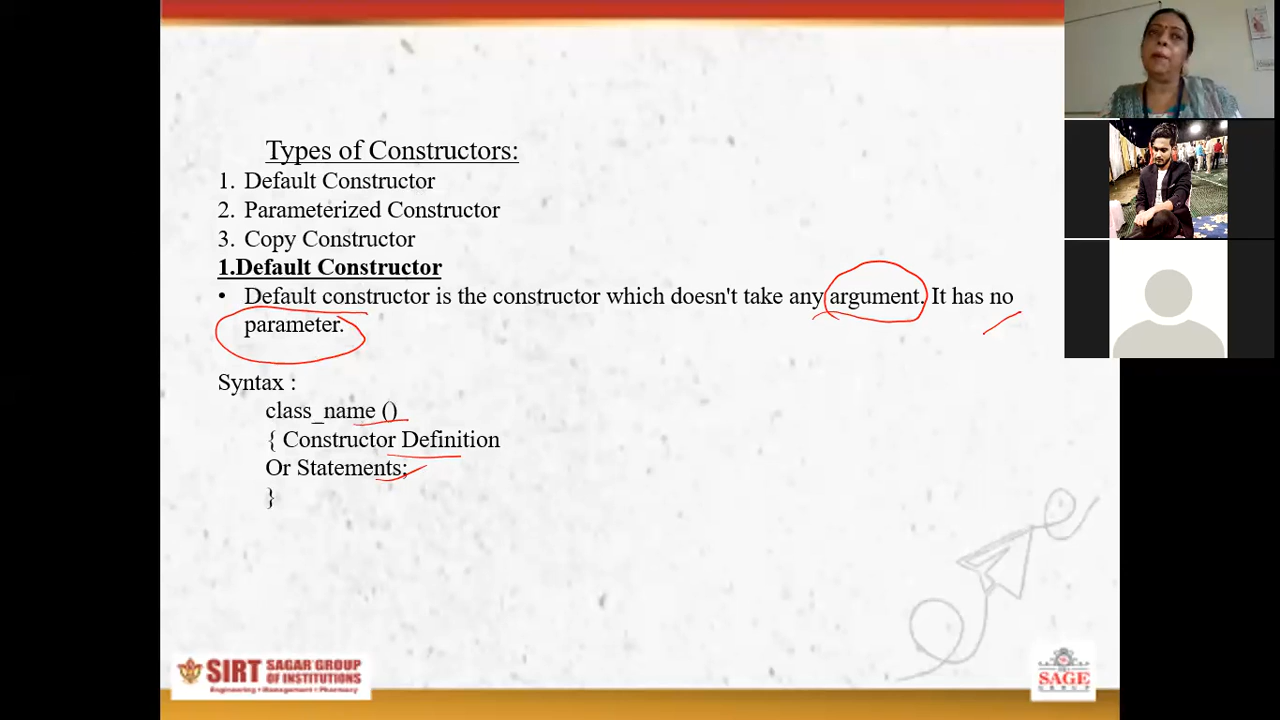 Types of Constructors:
1. Default Constructor
2. Parameterized Constructor
3. Copy Constructor
1.Default Constructor
• Default constructor is the constructor which doesn't take any argument. It has no
parameter.
Syntax :
class_name ()
{ Constructor Definition
Or Statements;
}
SIRT SAGAR GROUP
OF INSTITUTIONS
Engineering • Management • Pharmacy
SAGE
GROUP